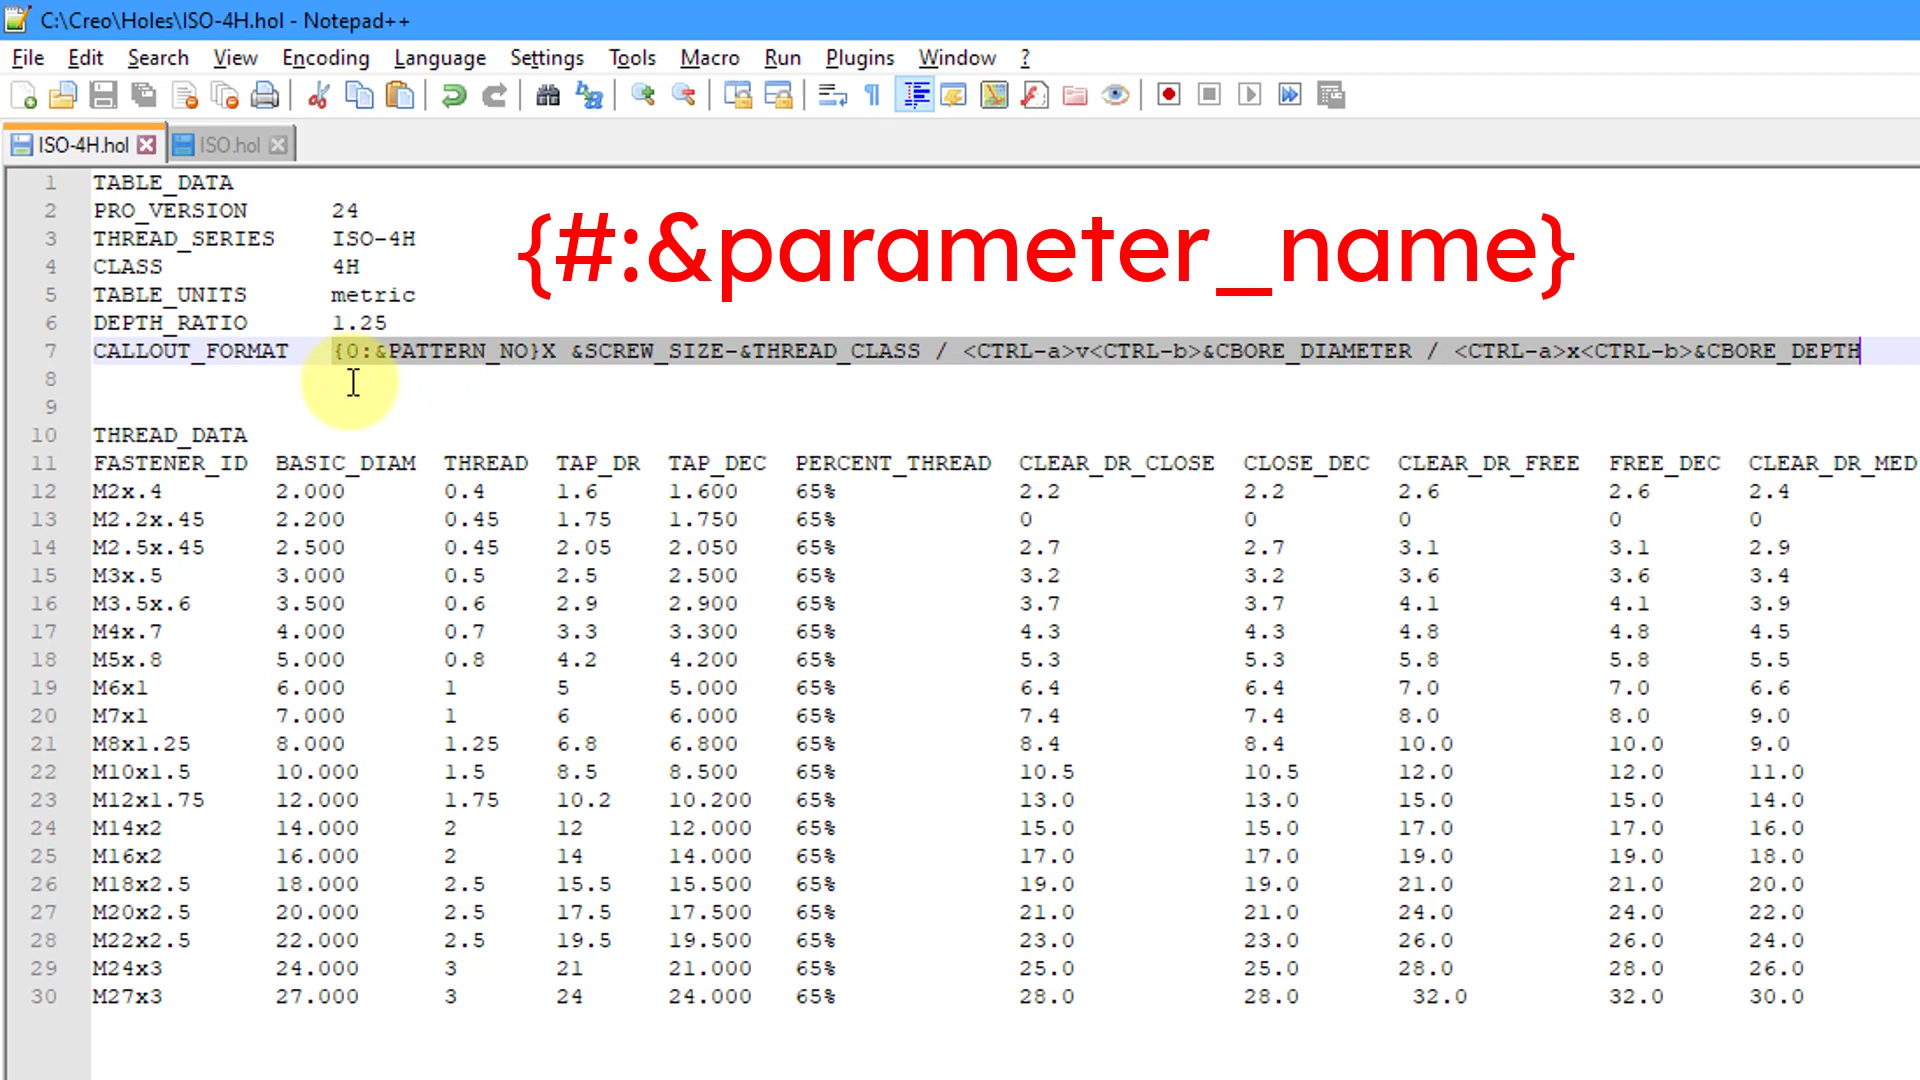 C:\Creo\Holes\ISO-4H.hol - Notepad++
File Edit Search View Encoding Language Settings Tools Macro Run Plugins Window ?
ISO-4H.hol ISO.hol
{#:&parameter_name}
1 TABLE_DATA
2 PRO_VERSION 24
3 THREAD_SERIES ISO-4H
4 CLASS 4H
5 TABLE_UNITS metric
6 DEPTH_RATIO 1.25
7 CALLOUT_FORMAT {0:&PATTERN_NO}X &SCREW_SIZE-&THREAD_CLASS / <CTRL-a>v<CTRL-b>&CBORE_DIAMETER / <CTRL-a>x<CTRL-b>&CBORE_DEPTH
8
9
10 THREAD_DATA
11 FASTENER_ID BASIC_DIAM THREAD TAP_DR TAP_DEC PERCENT_THREAD CLEAR_DR_CLOSE CLOSE_DEC CLEAR_DR_FREE FREE_DEC CLEAR_DR_MED
12 M2x.4 2.000 0.4 1.6 1.600 65% 2.2 2.2 2.6 2.6 2.4
13 M2.2x.45 2.200 0.45 1.75 1.750 65% 0 0 0 0 0
14 M2.5x.45 2.500 0.45 2.05 2.050 65% 2.7 2.7 3.1 3.1 2.9
15 M3x.5 3.000 0.5 2.5 2.500 65% 3.2 3.2 3.6 3.6 3.4
16 M3.5x.6 3.500 0.6 2.9 2.900 65% 3.7 3.7 4.1 4.1 3.9
17 M4x.7 4.000 0.7 3.3 3.300 65% 4.3 4.3 4.8 4.8 4.5
18 M5x.8 5.000 0.8 4.2 4.200 65% 5.3 5.3 5.8 5.8 5.5
19 M6x1 6.000 1 5 5.000 65% 6.4 6.4 7.0 7.0 6.6
20 M7x1 7.000 1 6 6.000 65% 7.4 7.4 8.0 8.0 9.0
21 M8x1.25 8.000 1.25 6.8 6.800 65% 8.4 8.4 10.0 10.0 9.0
22 M10x1.5 10.000 1.5 8.5 8.500 65% 10.5 10.5 12.0 12.0 11.0
23 M12x1.75 12.000 1.75 10.2 10.200 65% 13.0 13.0 15.0 15.0 14.0
24 M14x2 14.000 2 12 12.000 65% 15.0 15.0 17.0 17.0 16.0
25 M16x2 16.000 2 14 14.000 65% 17.0 17.0 19.0 19.0 18.0
26 M18x2.5 18.000 2.5 15.5 15.500 65% 19.0 19.0 21.0 21.0 20.0
27 M20x2.5 20.000 2.5 17.5 17.500 65% 21.0 21.0 24.0 24.0 22.0
28 M22x2.5 22.000 2.5 19.5 19.500 65% 23.0 23.0 26.0 26.0 24.0
29 M24x3 24.000 3 21 21.000 65% 25.0 25.0 28.0 28.0 26.0
30 M27x3 27.000 3 24 24.000 65% 28.0 28.0 32.0 32.0 30.0